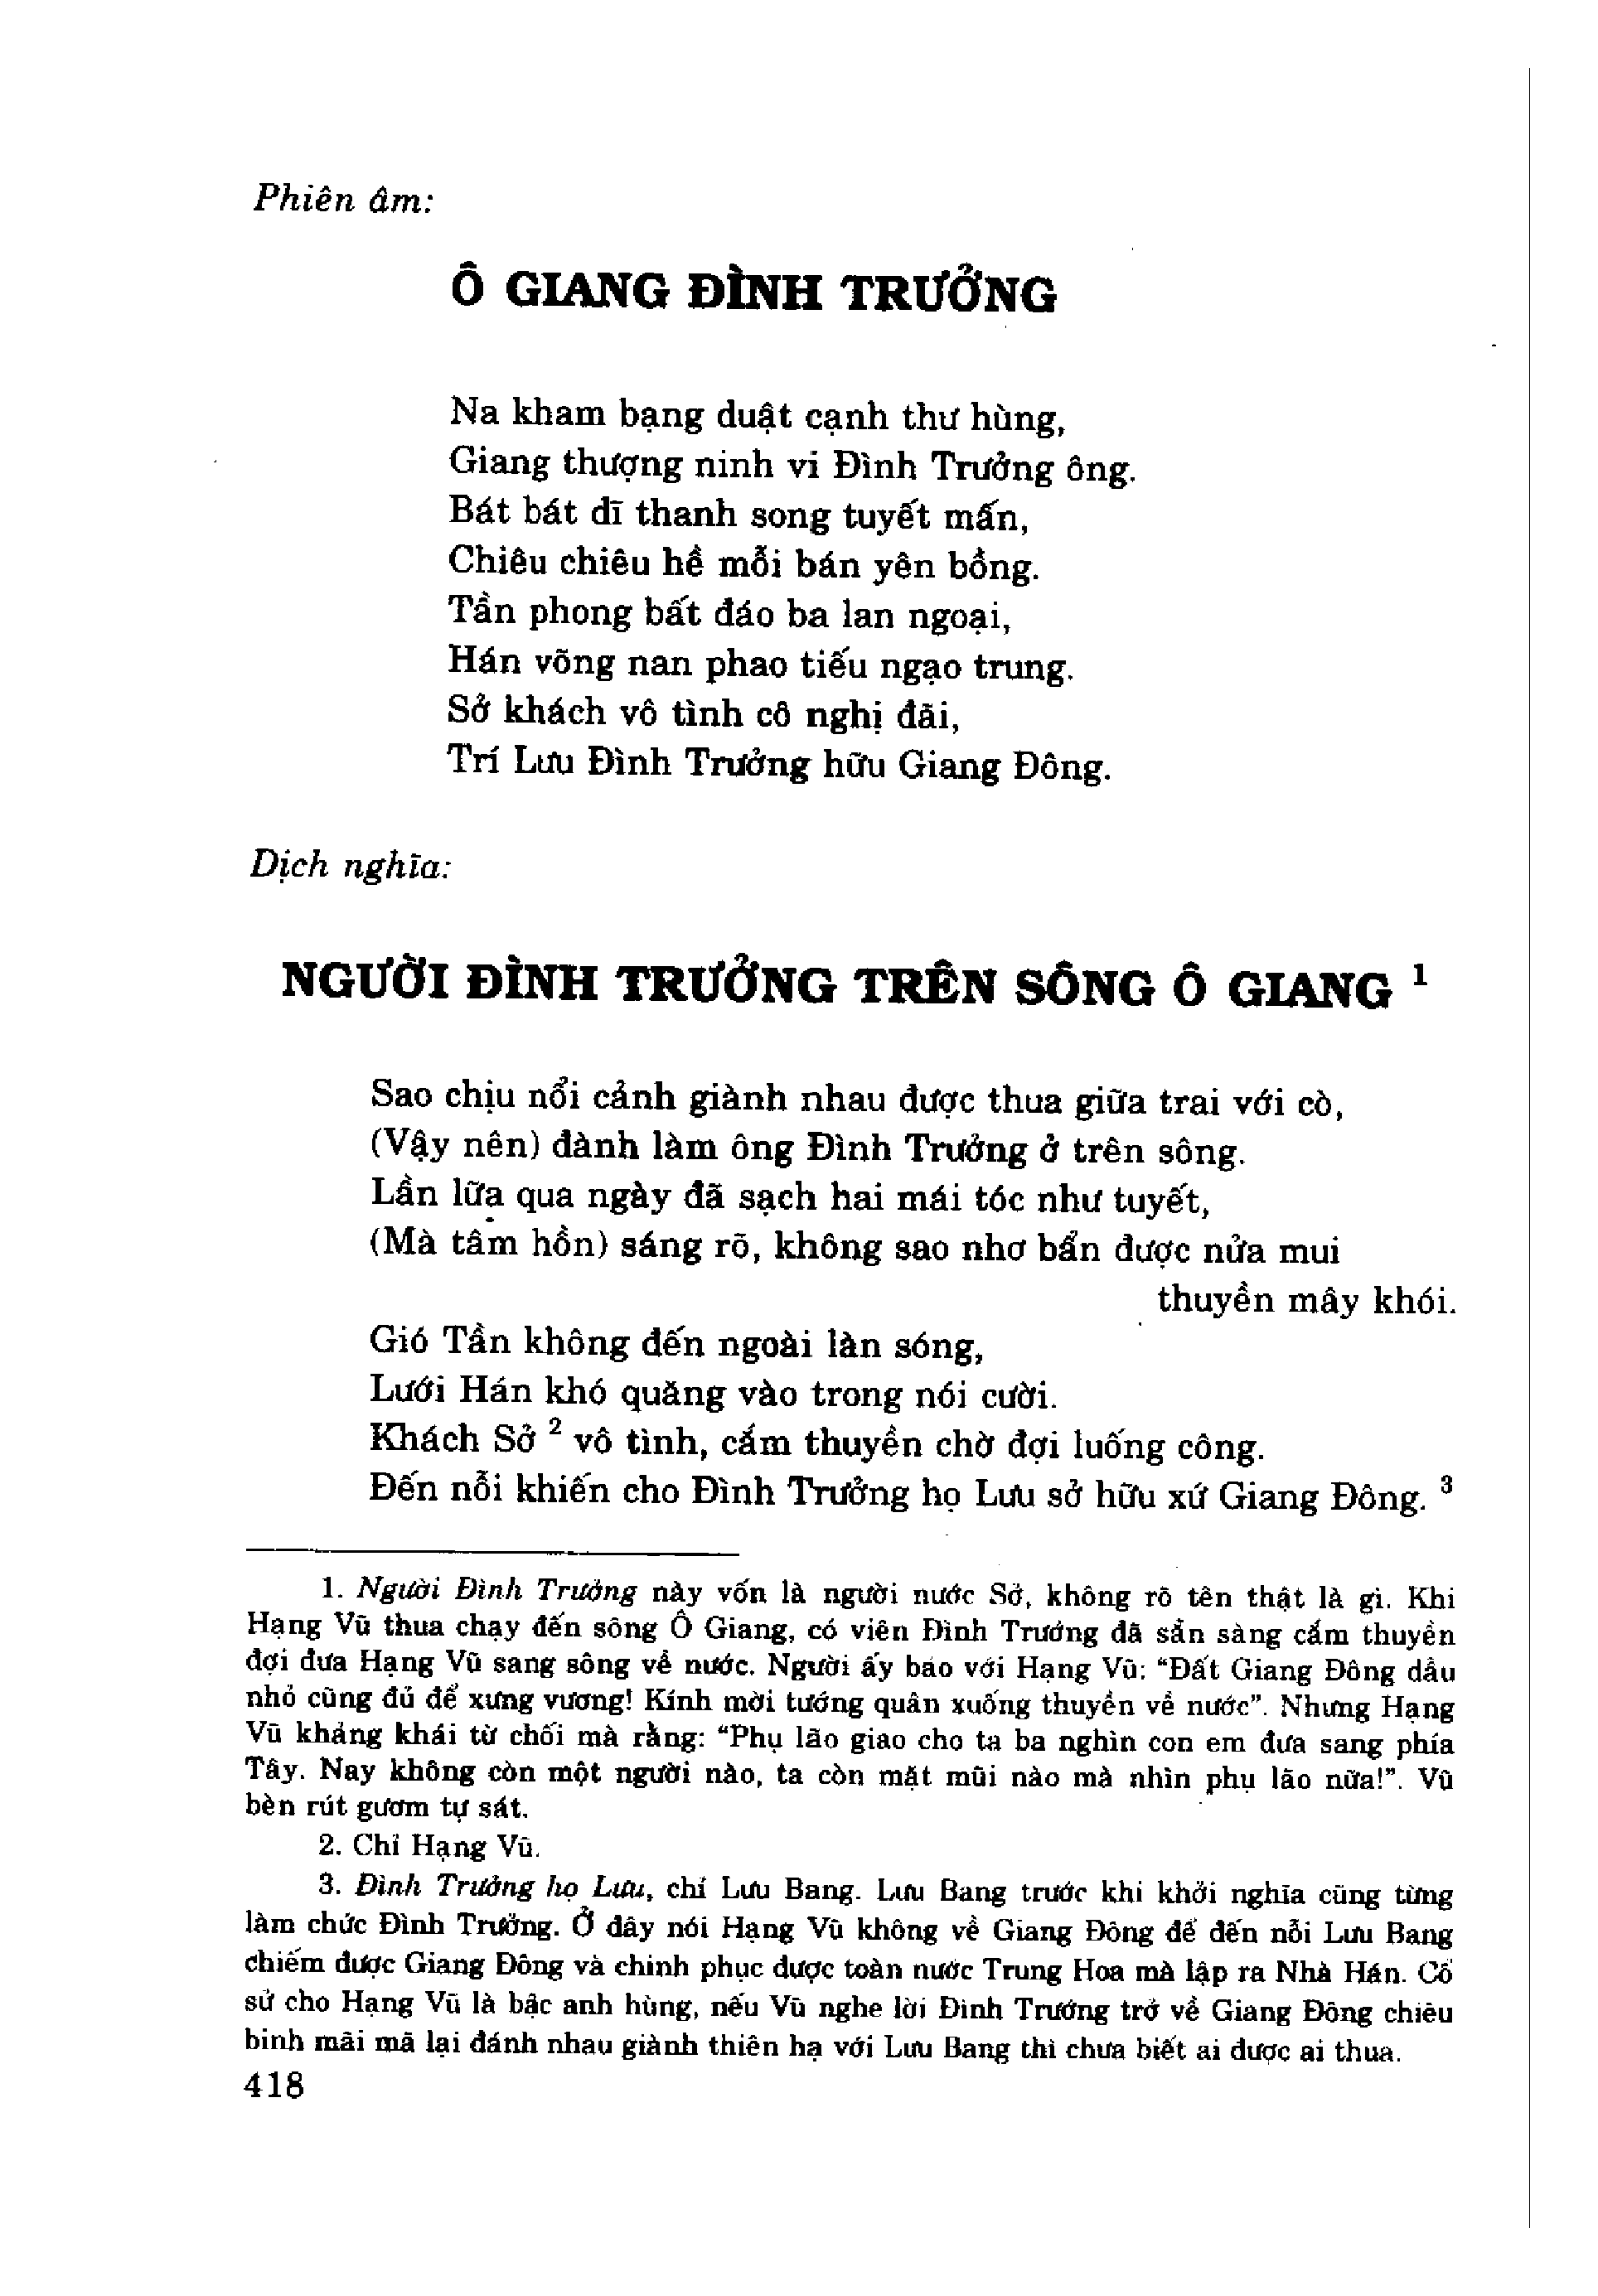 Phiên âm:
Ô GIANG ĐÌNH TRƯỞNG
Na kham bạng duật cạnh thư hùng,
Giang thượng ninh vi Đình Trưởng ông.
Bát bát dĩ thanh song tuyết mấn,
Chiêu chiêu hề mỗi bán yên bồng.
Tần phong bất đáo ba lan ngoại,
Hán võng nan phao tiếu ngạo trung.
Sở khách vô tình cô nghị đãi,
Trí Lưu Đình Trưởng hữu Giang Đông.
Dịch nghĩa:
NGƯỜI ĐÌNH TRƯỞNG TRÊN SÔNG Ô GIANG 1
Sao chịu nổi cảnh giành nhau được thua giữa trai với cò,
(Vậy nên) đành làm ông Đình Trưởng ở trên sông.
Lần lữa qua ngày đã sạch hai mái tóc như tuyết,
(Mà tâm hồn) sáng rõ, không sao nhơ bẩn được nửa mui
thuyền mây khói.
Gió Tần không đến ngoài làn sóng,
Lưới Hán khó quăng vào trong nói cười.
Khách Sở 2 vô tình, cắm thuyền chờ đợi luống công.
Đến nỗi khiến cho Đình Trưởng họ Lưu sở hữu xứ Giang Đông. 3
1. Người Đình Trưởng này vốn là người nước Sở, không rõ tên thật là gì. Khi
Hạng Vũ thua chạy đến sông Ô Giang, có viên Đình Trưởng đã sẵn sàng cắm thuyền
đợi đưa Hạng Vũ sang sông về nước. Người ấy bảo với Hạng Vũ: “Đất Giang Đông dầu
nhỏ cũng đủ để xưng vương! Kính mời tướng quân xuống thuyền về nước”. Nhưng Hạng
Vũ khảng khái từ chối mà rằng: “Phụ lão giao cho ta ba nghìn con em đưa sang phía
Tây. Nay không còn một người nào, ta còn mặt mũi nào mà nhìn phụ lão nữa!”. Vũ
bèn rút gươm tự sát.
2. Chỉ Hạng Vũ.
3. Đình Trưởng họ Lưu, chỉ Lưu Bang. Lưu Bang trước khi khởi nghĩa cũng từng
làm chức Đình Trưởng. Ở đây nói Hạng Vũ không về Giang Đông để đến nỗi Lưu Bang
chiếm được Giang Đông và chinh phục được toàn nước Trung Hoa mà lập ra Nhà Hán. Cổ
sử cho Hạng Vũ là bậc anh hùng, nếu Vũ nghe lời Đình Trưởng trở về Giang Đông chiêu
binh mãi mã lại đánh nhau giành thiên hạ với Lưu Bang thì chưa biết ai được ai thua.
418